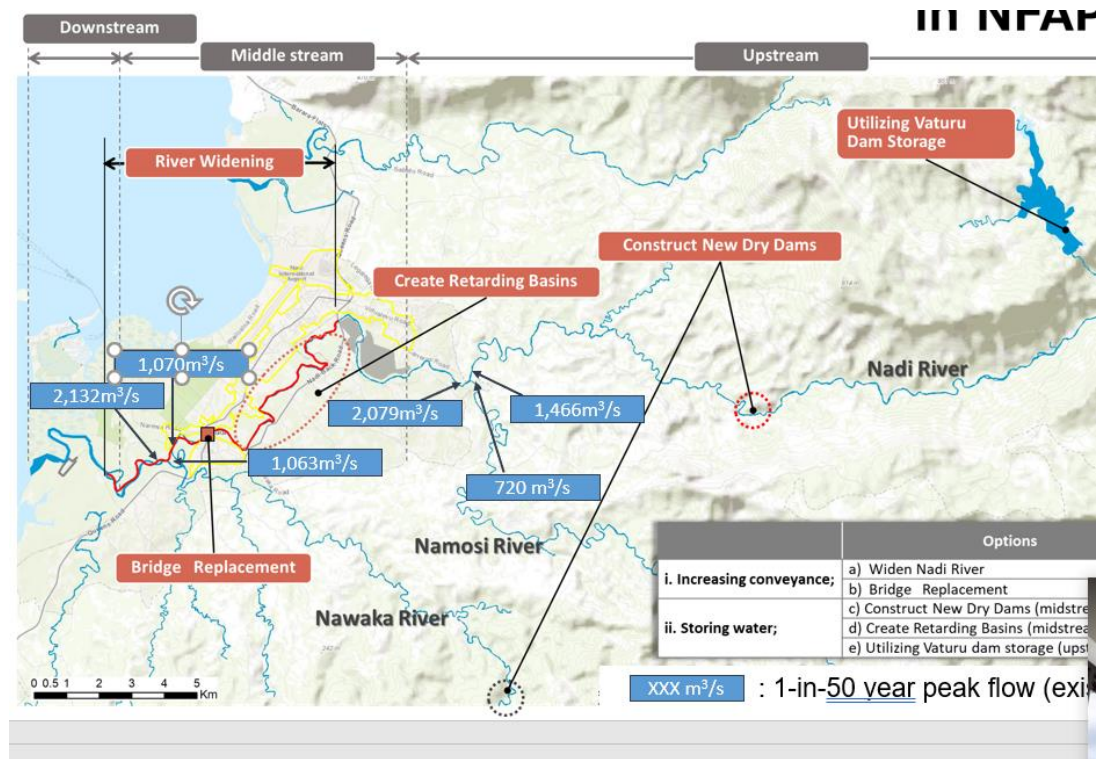 in NFAP
Downstream
Middle stream
Upstream
Utilizing Vaturu
Dam Storage
River Widening
Construct New Dry Dams
Create Retarding Basins
Nadi River
1,070m³/s
2,132m³/s
2,079m³/s
1,466m³/s
1,063m³/s
720 m³/s
Namosi River
Bridge Replacement
Nawaka River
Options
i. Increasing conveyance;
a) Widen Nadi River
b) Bridge Replacement
ii. Storing water;
c) Construct New Dry Dams (midstre
d) Create Retarding Basins (midstrea
e) Utilizing Vaturu dam storage (upst
0 0.5 1 2 3 4 5
Km
XXX m³/s : 1-in-50 year peak flow (exis